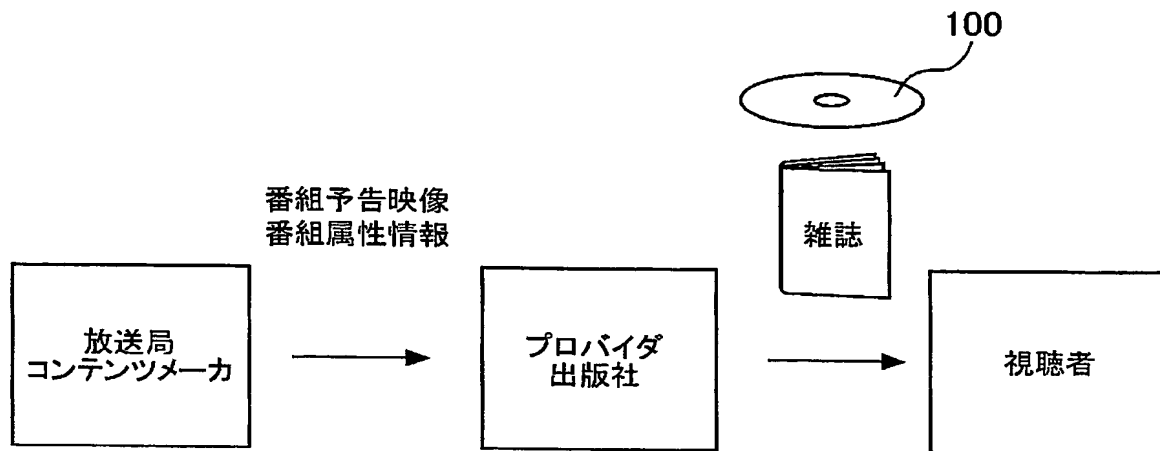 100
番組予告映像
番組属性情報
雑誌
放送局
コンテンツメーカ
プロバイダ
出版社
視聴者